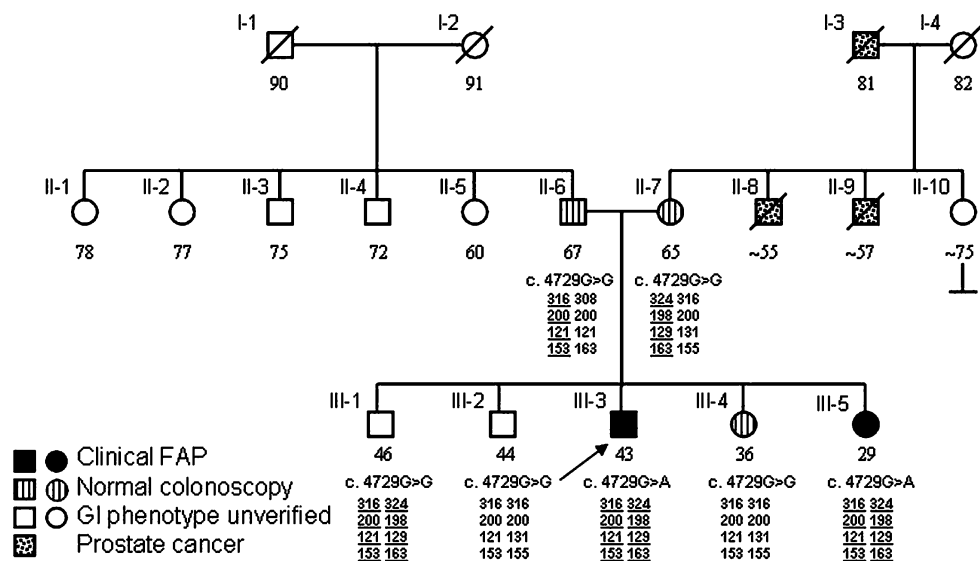 I-1 I-2 I-3 I-4
90 91 81 82
II-1 II-2 II-3 II-4 II-5 II-6 II-7 II-8 II-9 II-10
78 77 75 72 60 67 65 ~55 ~57 ~75
c. 4729G>G c. 4729G>G
316 308 324 316
200 200 198 200
121 121 129 131
153 163 163 155
III-1 III-2 III-3 III-4 III-5
46 44 43 36 29
c. 4729G>G c. 4729G>G c. 4729G>A c. 4729G>G c. 4729G>A
316 324 316 316 316 324 316 316 316 324
200 198 200 200 200 198 200 200 200 198
121 129 121 131 121 129 121 131 121 129
153 163 153 155 153 163 153 155 153 163
Clinical FAP
Normal colonoscopy
GI phenotype unverified
Prostate cancer